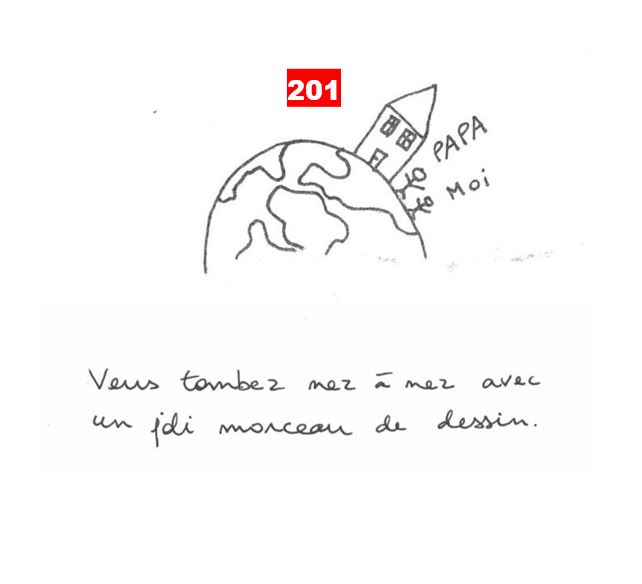 201
PAPA
Moi
Vous tombez nez à nez avec
un joli morceau de dessin.